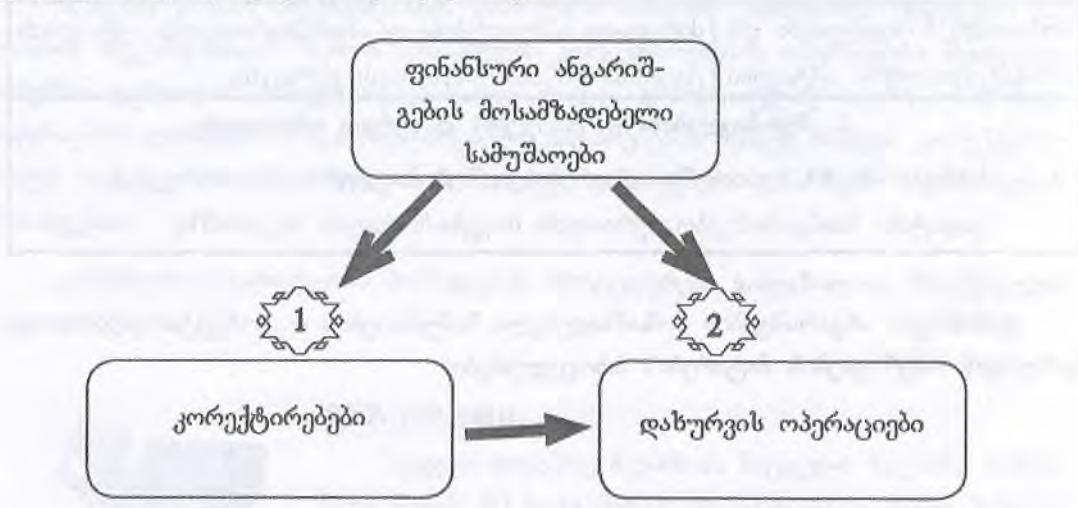 ფინანსური ანგარიშ-
გების მოსამზადებელი
სამუშაოები
1
2
კორექტირებები
დახურვის ოპერაციები